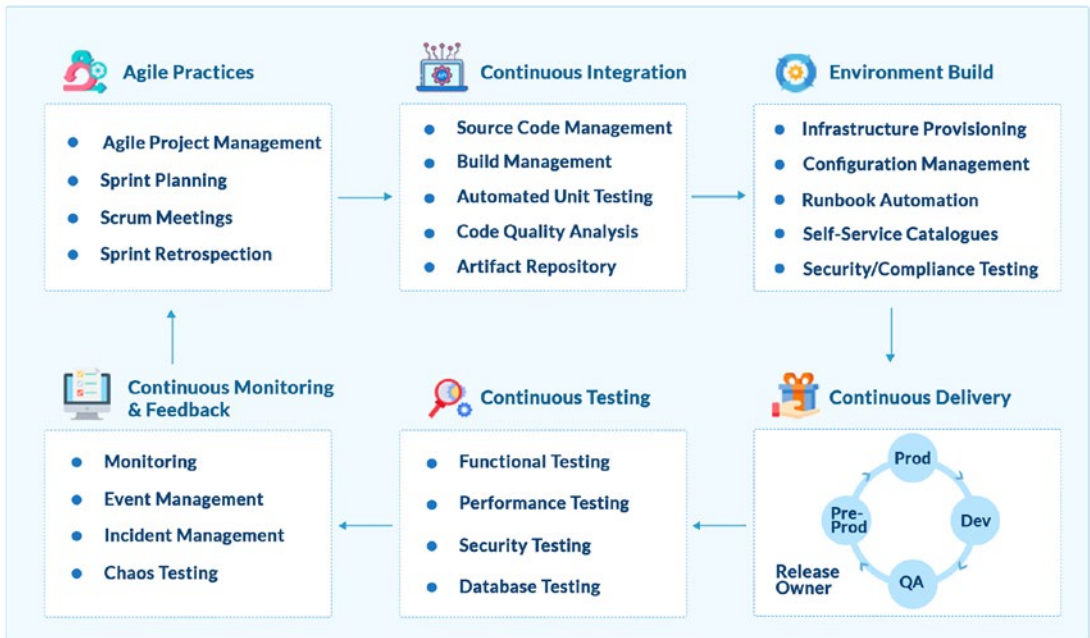 Agile Practices
Agile Project Management
Sprint Planning
Scrum Meetings
Sprint Retrospection
Continuous Integration
Source Code Management
Build Management
Automated Unit Testing
Code Quality Analysis
Artifact Repository
Environment Build
Infrastructure Provisioning
Configuration Management
Runbook Automation
Self-Service Catalogues
Security/Compliance Testing
Continuous Delivery
Prod
Dev
QA
Pre-
Prod
Release
Owner
Continuous Testing
Functional Testing
Performance Testing
Security Testing
Database Testing
Continuous Monitoring
& Feedback
Monitoring
Event Management
Incident Management
Chaos Testing